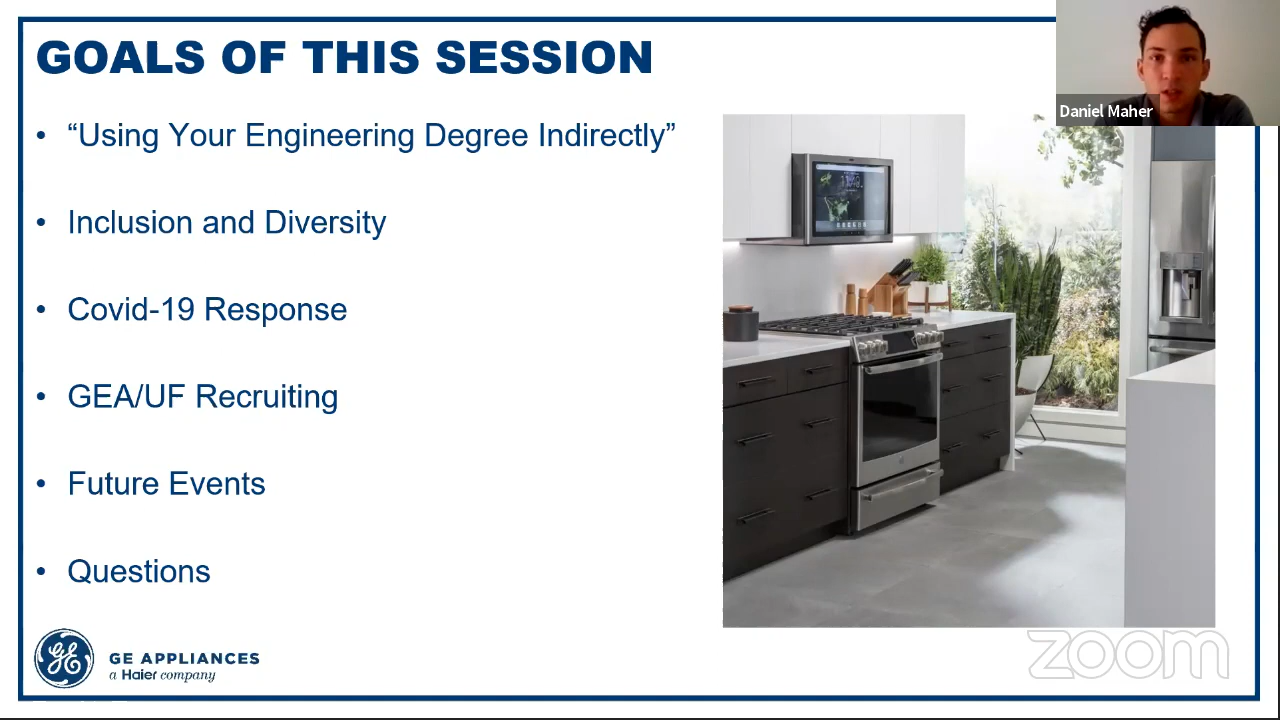 GOALS OF THIS SESSION
Daniel Maher
• “Using Your Engineering Degree Indirectly”
• Inclusion and Diversity
• Covid-19 Response
• GEA/UF Recruiting
• Future Events
• Questions
GE APPLIANCES
a Haier company
zoom